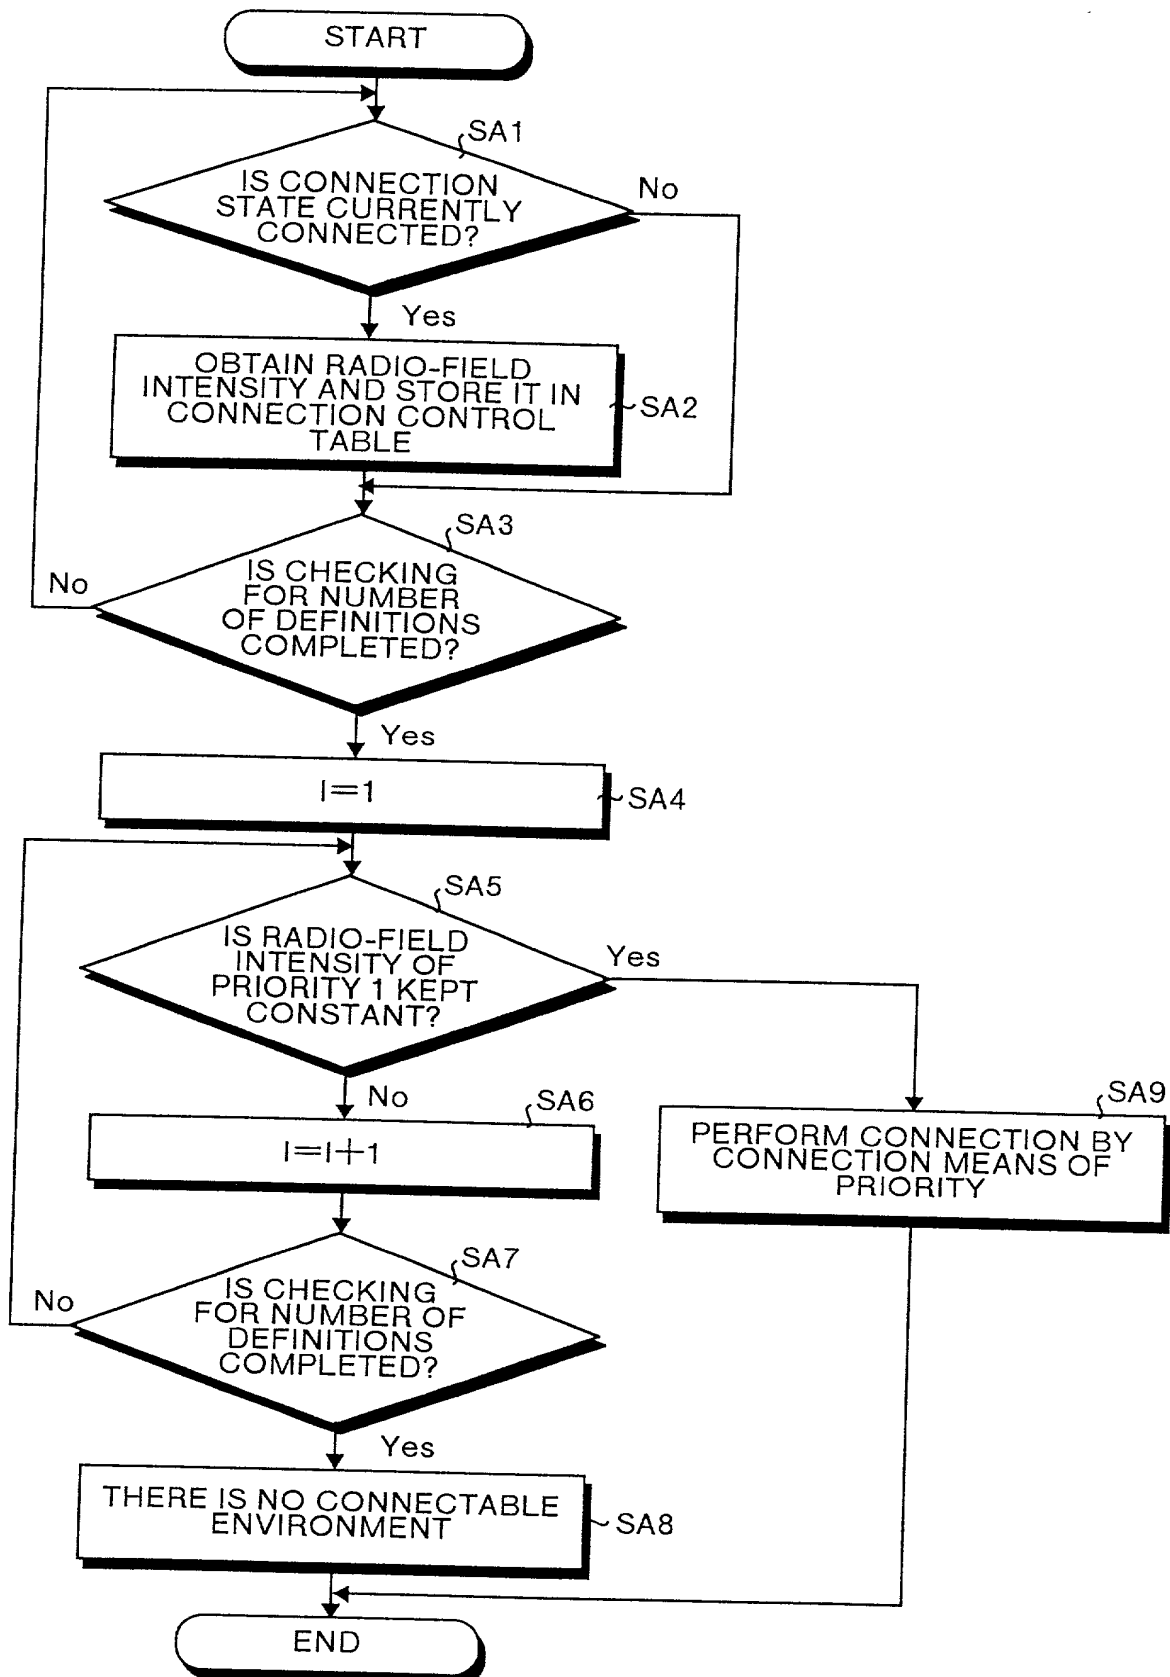 START
SA1
IS CONNECTION
STATE CURRENTLY
CONNECTED?
No
Yes
OBTAIN RADIO-FIELD
INTENSITY AND STORE IT IN
CONNECTION CONTROL
TABLE
SA2
SA3
IS CHECKING
FOR NUMBER
OF DEFINITIONS
COMPLETED?
No
Yes
I=1
SA4
SA5
IS RADIO-FIELD
INTENSITY OF
PRIORITY 1 KEPT
CONSTANT?
Yes
No
SA6
I=I+1
SA9
PERFORM CONNECTION BY
CONNECTION MEANS OF
PRIORITY
SA7
IS CHECKING
FOR NUMBER OF
DEFINITIONS
COMPLETED?
No
Yes
THERE IS NO CONNECTABLE
ENVIRONMENT
SA8
END